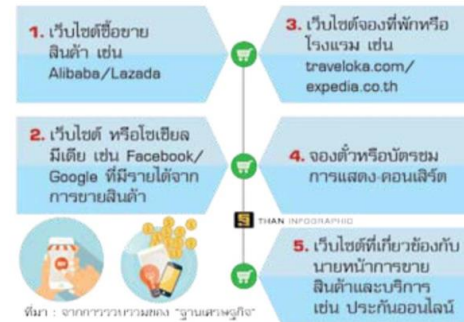 1. เว็บไซต์ซื้อขาย
สินค้า เช่น
Alibaba/Lazada
2. เว็บไซต์ หรือโซเชียล
มีเดีย เช่น Facebook/
Google ที่มีรายได้จาก
การขายสินค้า
3. เว็บไซต์จองที่พักหรือ
โรงแรม เช่น
traveloka.com/
expedia.co.th
4. จองตั๋วหรือบัตรชม
การแสดง-คอนเสิร์ต
THAN INFOGRAPHIC
5. เว็บไซต์ที่เกี่ยวข้องกับ
นายหน้าการขาย
สินค้าและบริการ
เช่น ประกันออนไลน์
ที่มา : จากการรวบรวมของ "ฐานเศรษฐกิจ"